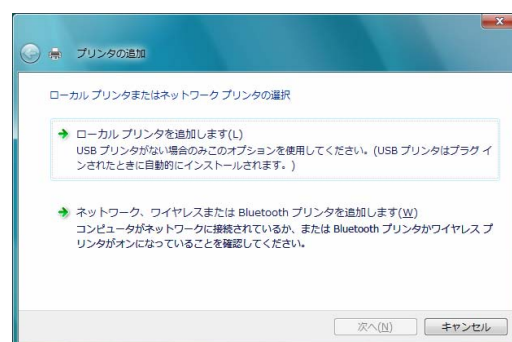 プリンタの追加
ローカル プリンタまたはネットワーク プリンタの選択
ローカル プリンタを追加します(L)
USB プリンタがない場合のみこのオプションを使用してください。(USB プリンタはプラグ イ
ンされたときに自動的にインストールされます。)
ネットワーク、ワイヤレスまたは Bluetooth プリンタを追加します(W)
コンピュータがネットワークに接続されているか、または Bluetooth プリンタかワイヤレス プ
リンタがオンになっていることを確認してください。
次へ(N) キャンセル